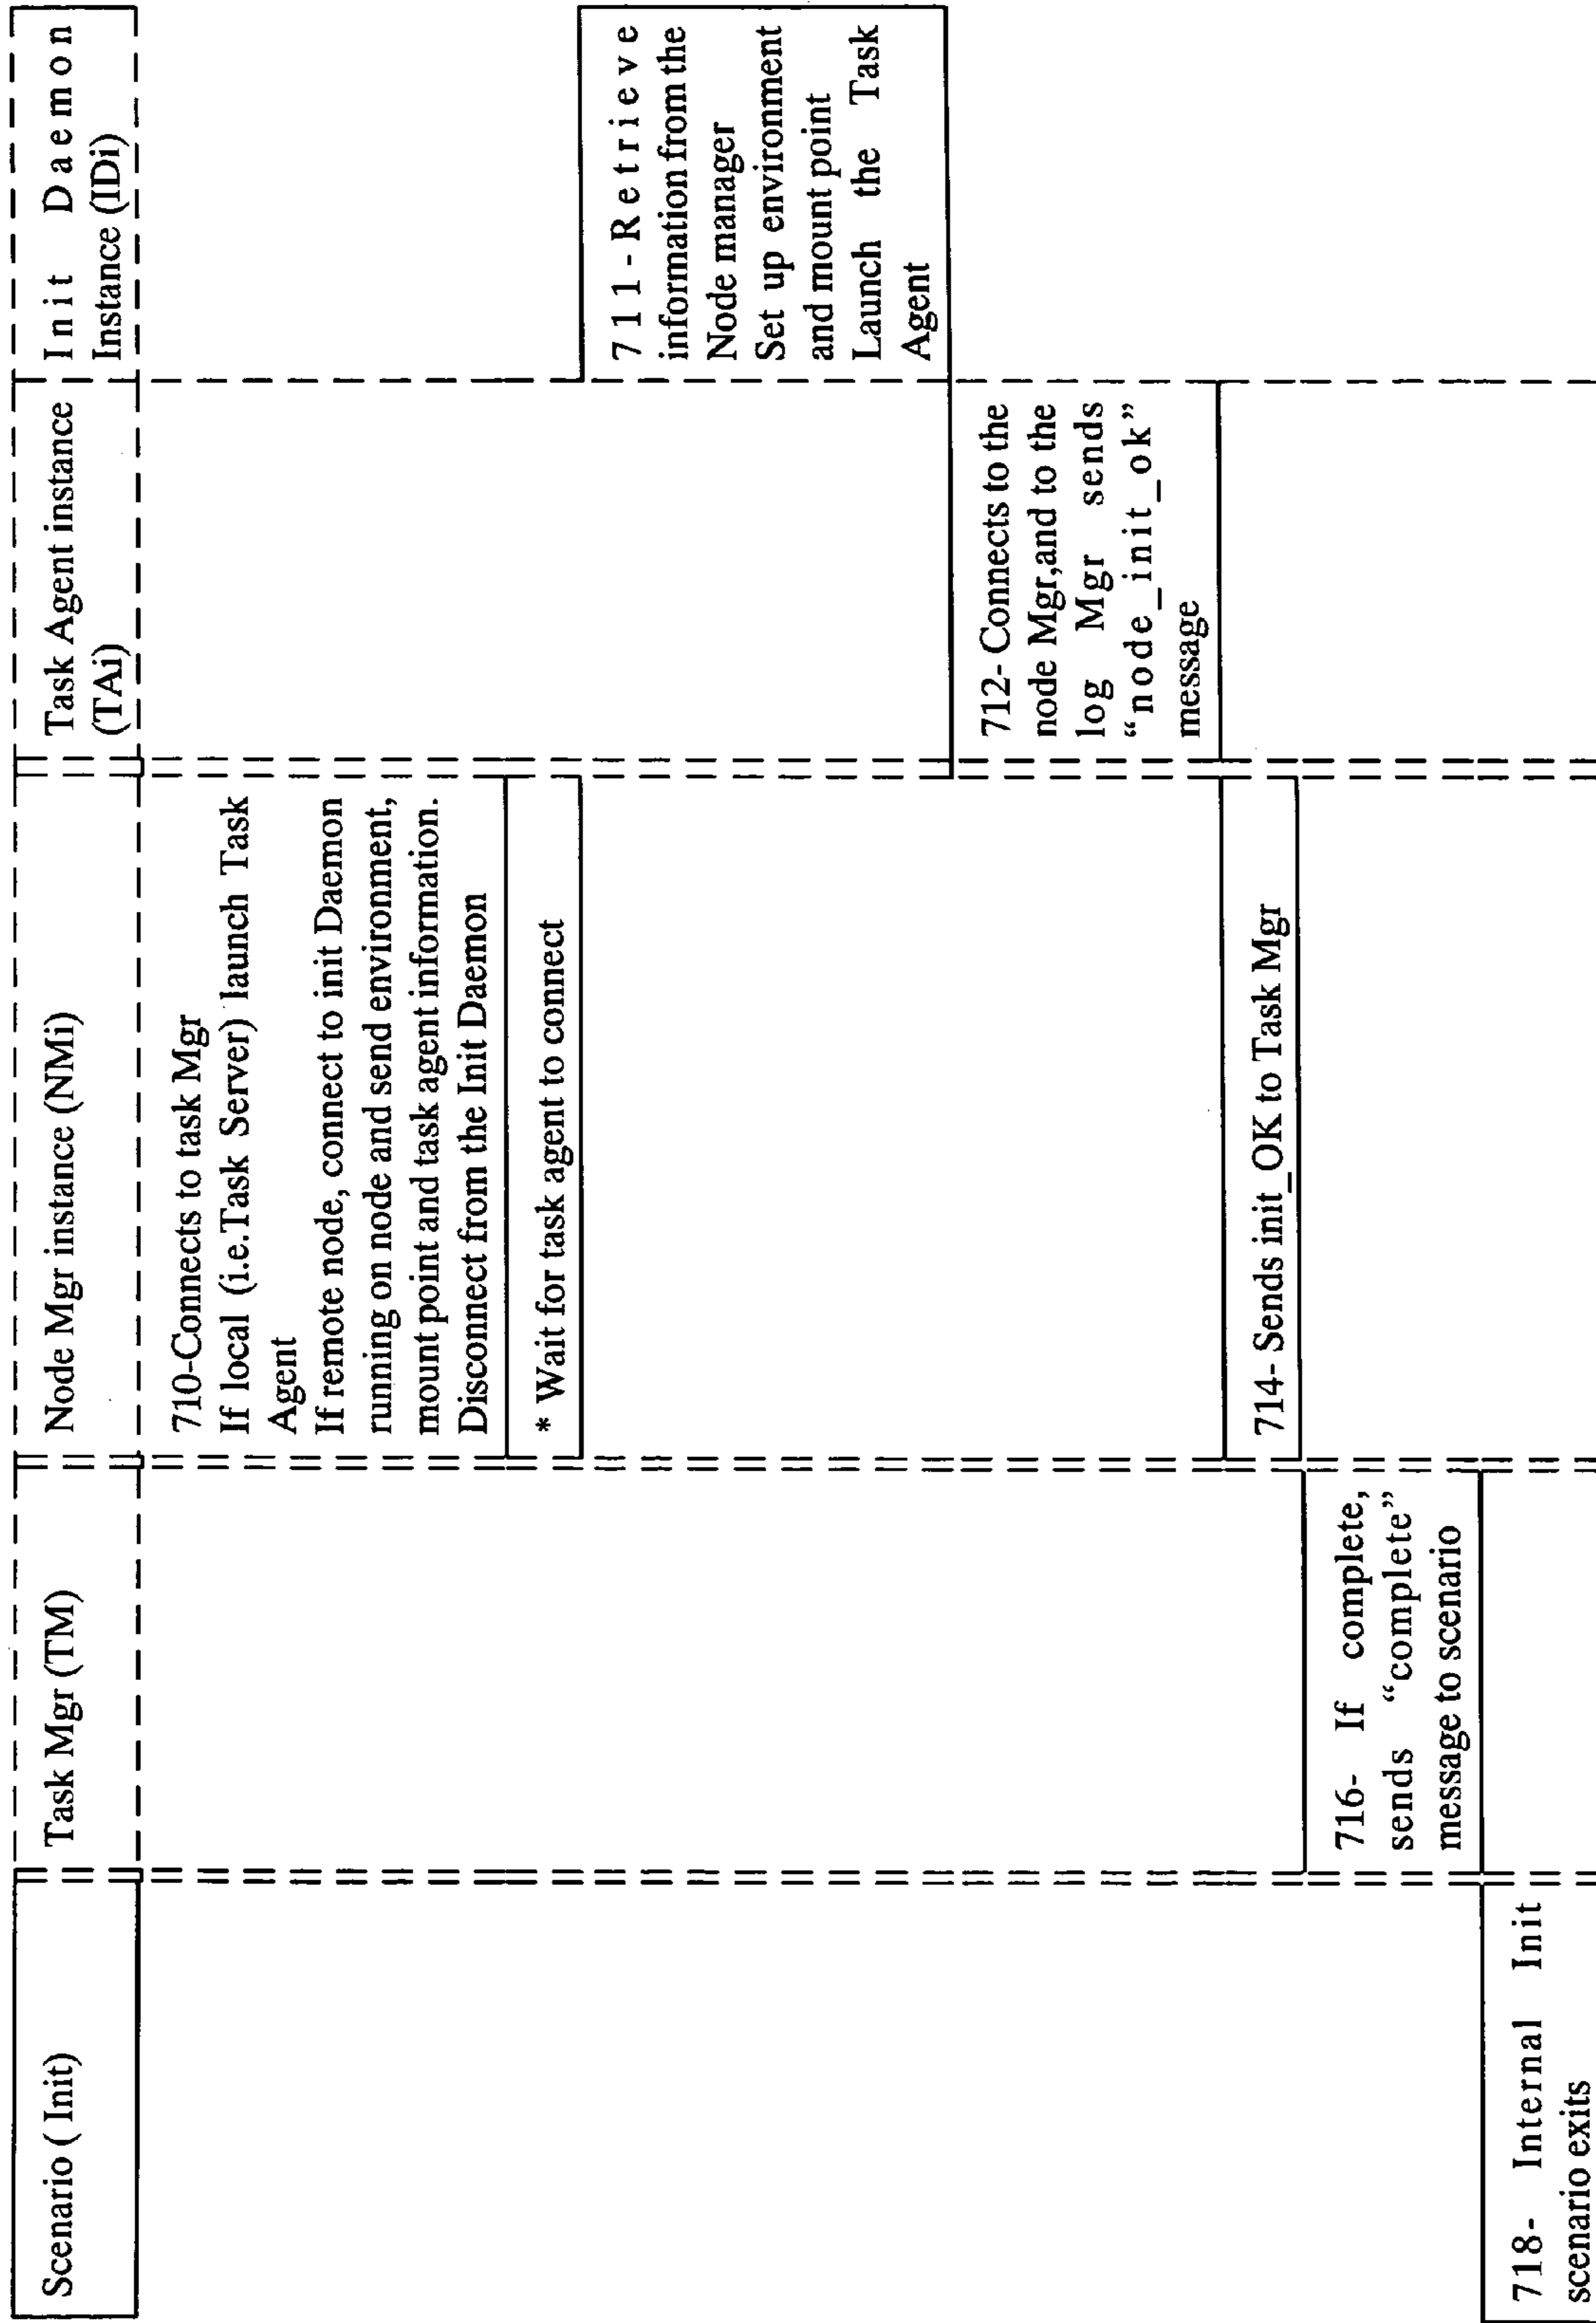 Scenario ( Init)
Task Mgr (TM)
Node Mgr instance (NMi)
Task Agent instance
(TAi)
Init Daemon
Instance (IDi)
710-Connects to task Mgr
If local (i.e.Task Server) launch Task
Agent
If remote node, connect to init Daemon
running on node and send environment,
mount point and task agent information.
Disconnect from the Init Daemon
* Wait for task agent to connect
711-Retrieve
information from the
Node manager
Set up environment
and mount point
Launch the Task
Agent
712- Connects to the
node Mgr,and to the
log Mgr sends
“node_init_ok”
message
714- Sends init_OK to Task Mgr
716- If complete,
sends “complete”
message to scenario
718- Internal Init
scenario exits